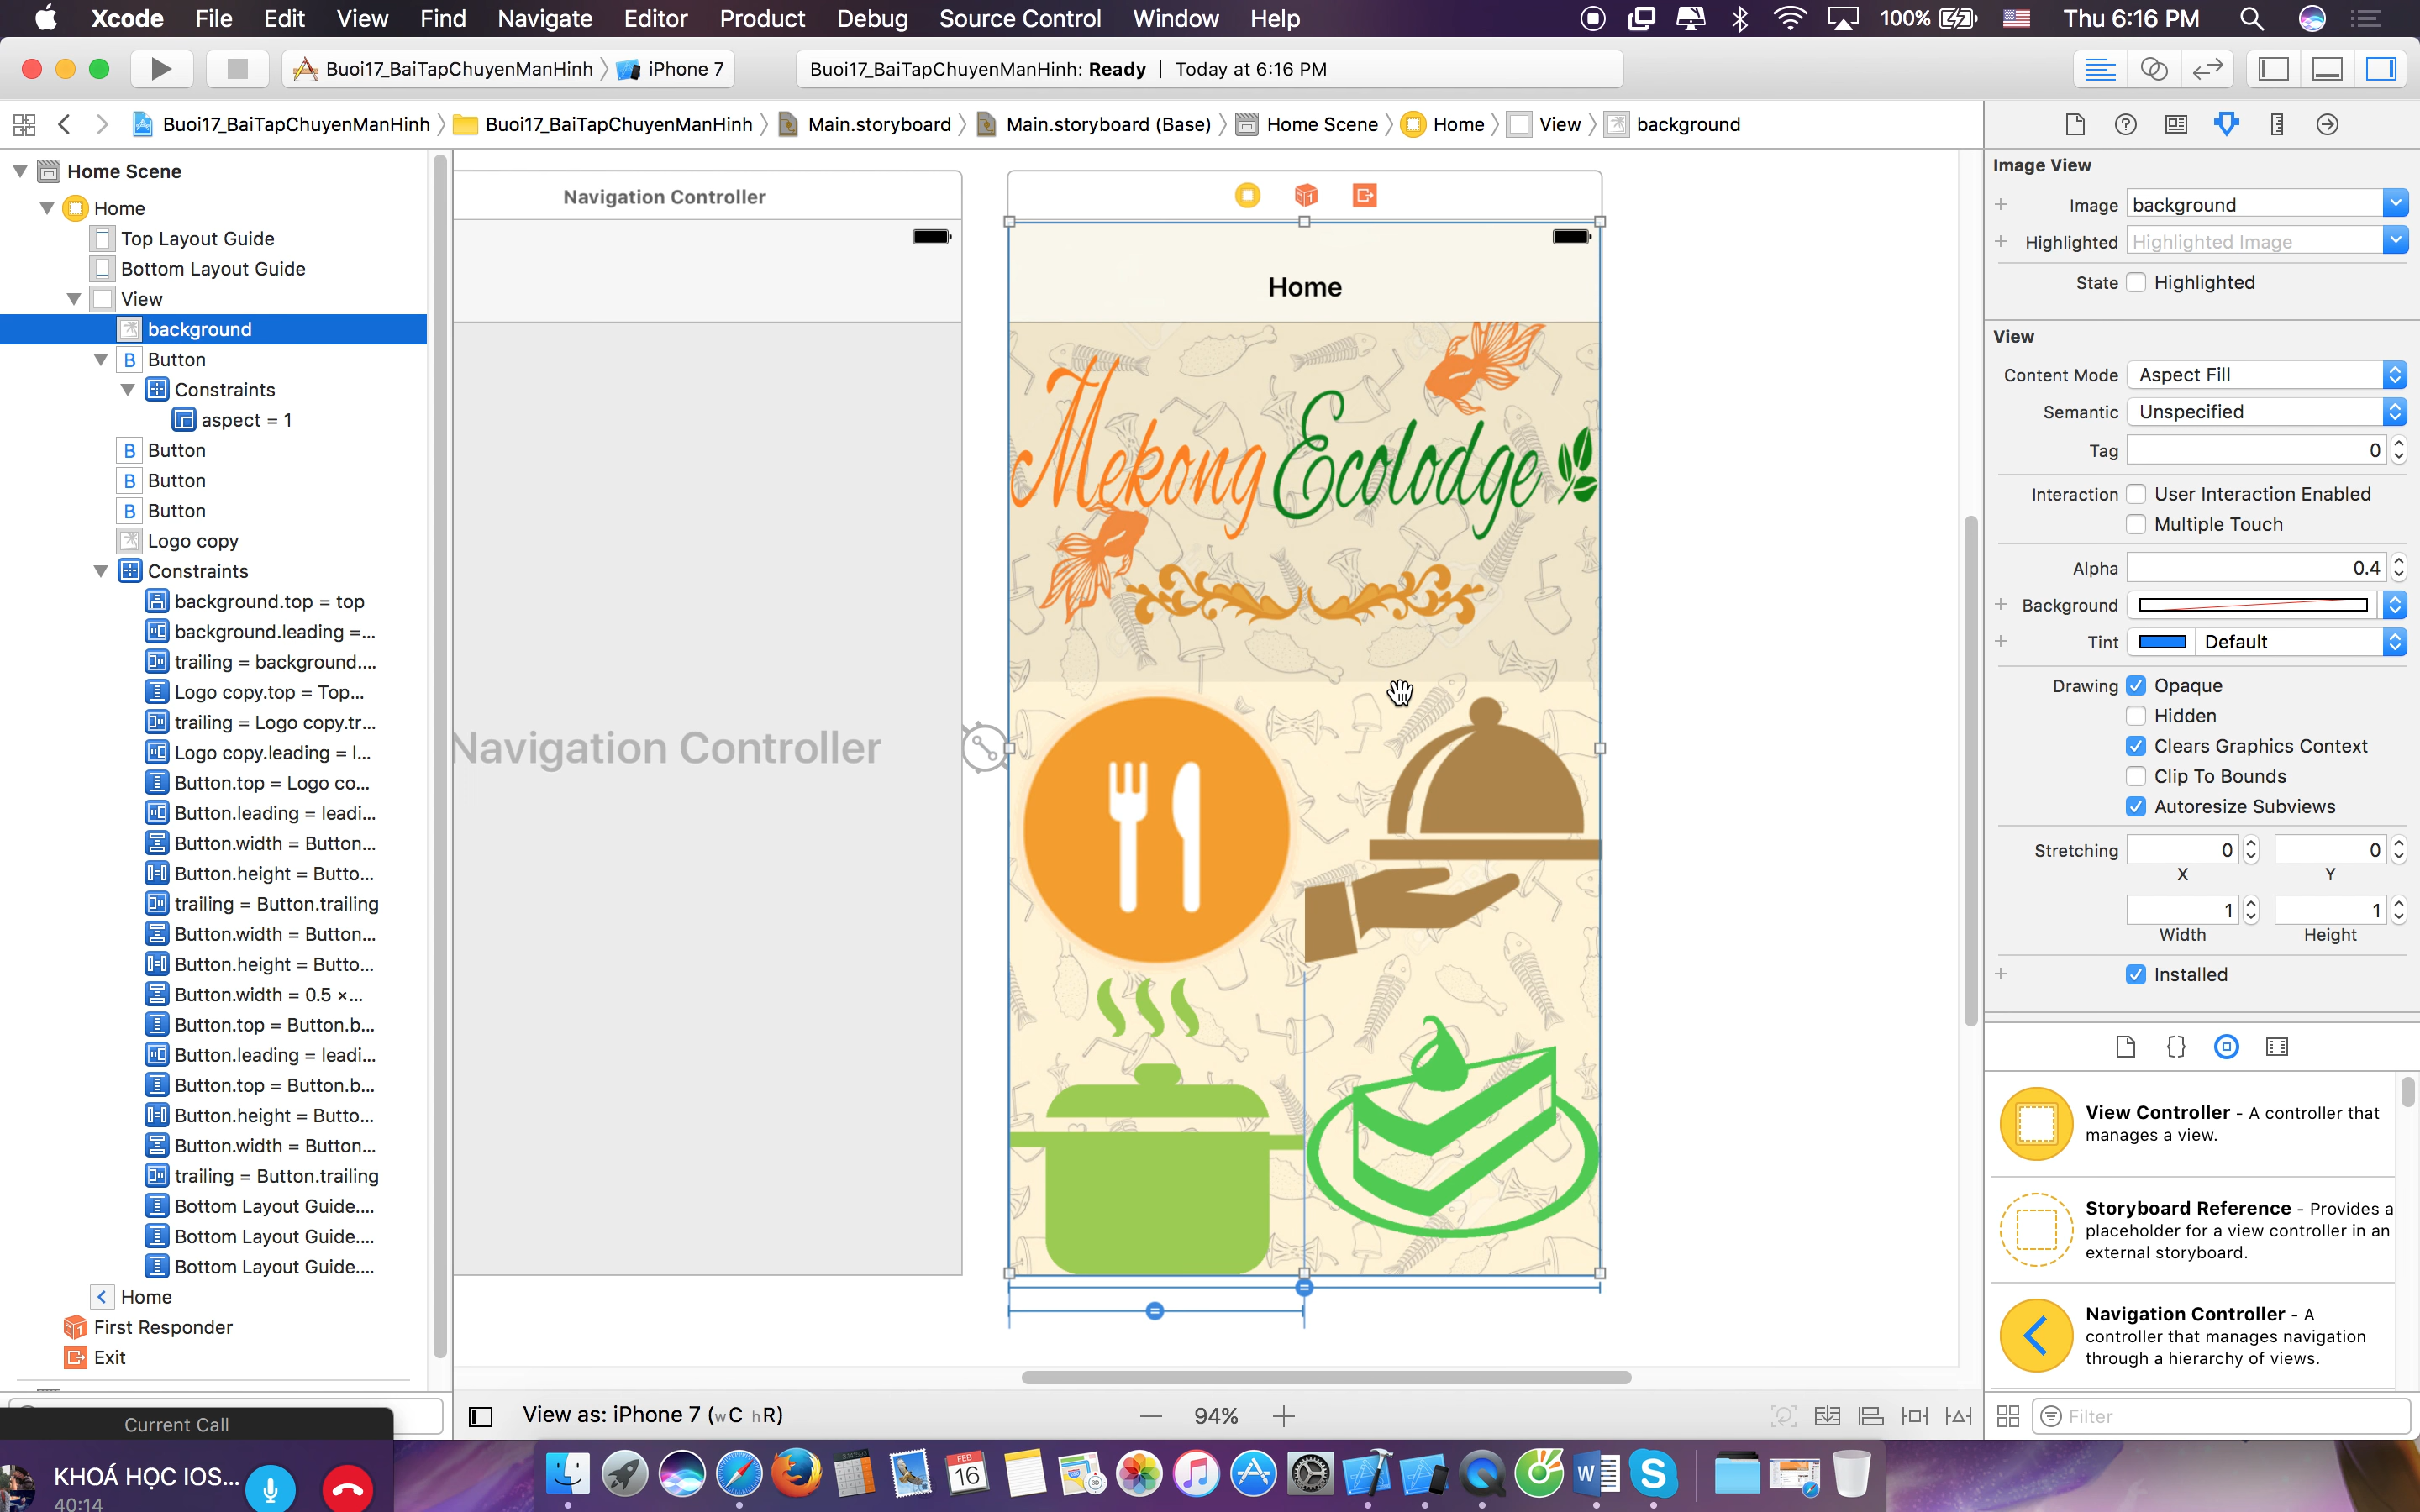 Xcode File Edit View Find Navigate Editor Product Debug Source Control Window Help 100% Thu 6:16 PM
Buoi17_BaiTapChuyenManHinh iPhone 7 Buoi17_BaiTapChuyenManHinh: Ready Today at 6:16 PM
Buoi17_BaiTapChuyenManHinh Buoi17_BaiTapChuyenManHinh Main.storyboard Main.storyboard (Base) Home Scene Home View background
Home Scene
Home
Top Layout Guide
Bottom Layout Guide
View
background
B Button
Constraints
aspect = 1
B Button
B Button
B Button
Logo copy
Constraints
background.top = top
background.leading =...
trailing = background....
Logo copy.top = Top...
trailing = Logo copy.tr...
Logo copy.leading = l...
Button.top = Logo co...
Button.leading = leadi...
Button.width = Button...
Button.height = Butto...
trailing = Button.trailing
Button.width = Button...
Button.height = Butto...
Button.width = 0.5 ×...
Button.top = Button.b...
Button.leading = leadi...
Button.top = Button.b...
Button.height = Butto...
Button.width = Button...
trailing = Button.trailing
Bottom Layout Guide....
Bottom Layout Guide....
Bottom Layout Guide....
Home
First Responder
Exit
Current Call
KHOÁ HỌC IOS...
40:14
Navigation Controller
Navigation Controller
Home
Mekong Ecolodge
View as: iPhone 7 (wC hR)
94%
Image View
Image background
Highlighted Highlighted Image
State Highlighted
View
Content Mode Aspect Fill
Semantic Unspecified
Tag 0
Interaction User Interaction Enabled
Multiple Touch
Alpha 0.4
Background
Tint Default
Drawing Opaque
Hidden
Clears Graphics Context
Clip To Bounds
Autoresize Subviews
Stretching 0 0
X Y
1 1
Width Height
Installed
View Controller - A controller that
manages a view.
Storyboard Reference - Provides a
placeholder for a view controller in an
external storyboard.
Navigation Controller - A
controller that manages navigation
through a hierarchy of views.
Filter
FEB
16
W
S